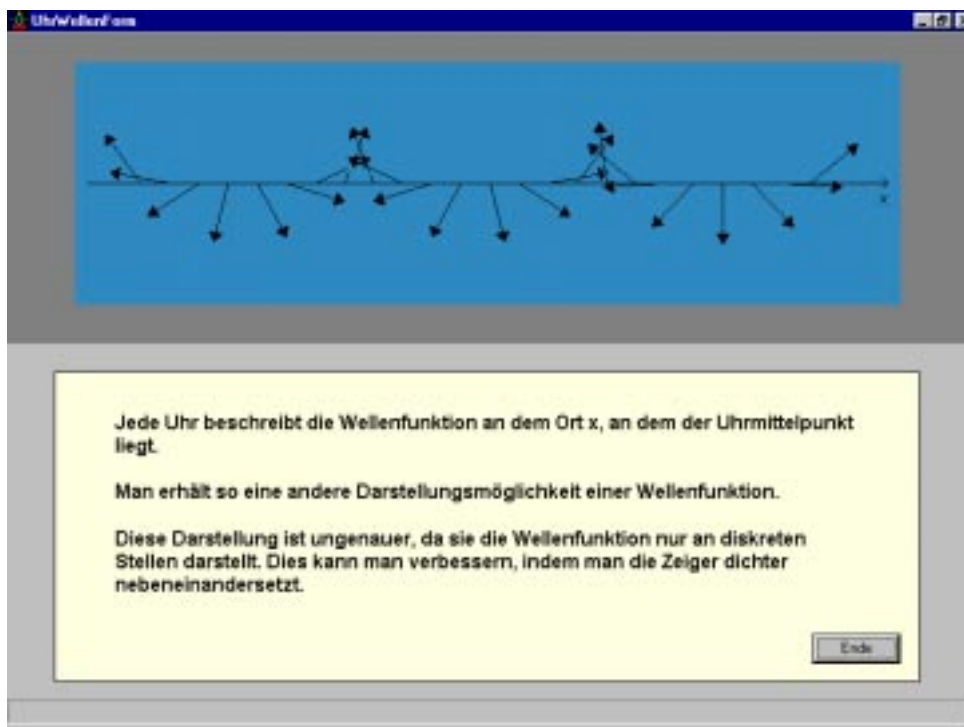 UhrWellenForm
x
Jede Uhr beschreibt die Wellenfunktion an dem Ort x, an dem der Uhrmittelpunkt
liegt.
Man erhält so eine andere Darstellungsmöglichkeit einer Wellenfunktion.
Diese Darstellung ist ungenauer, da sie die Wellenfunktion nur an diskreten
Stellen darstellt. Dies kann man verbessern, indem man die Zeiger dichter
nebeneinandersetzt.
Ende